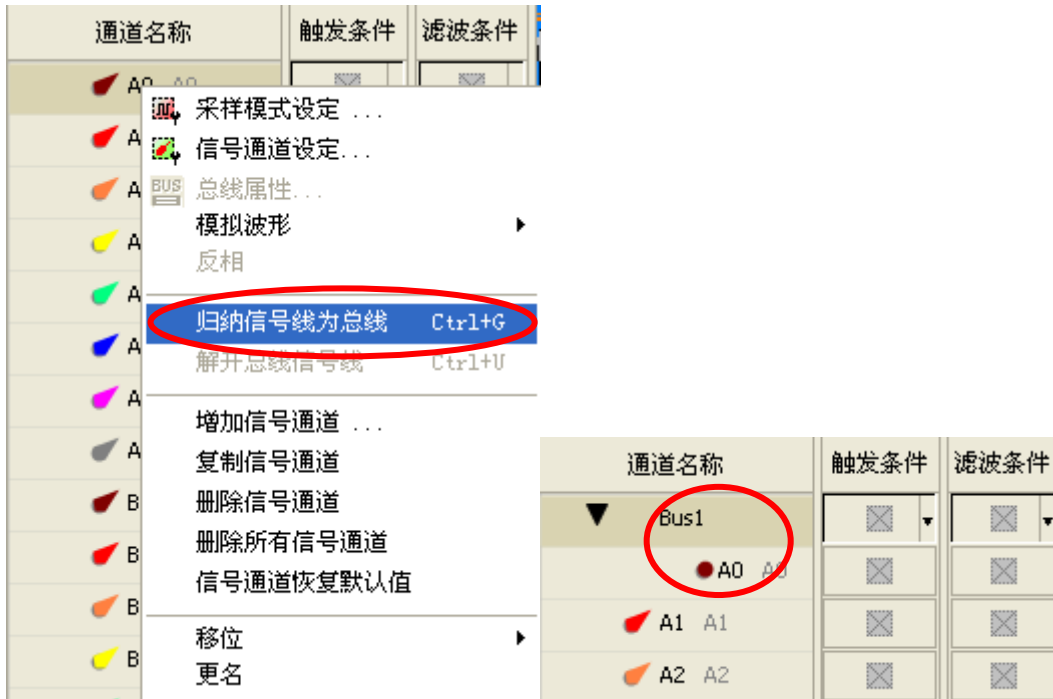 通道名称 触发条件 滤波条件
A0 A0
采样模式设定 ...
A
信号通道设定...
A
BUS 总线属性...
A
模拟波形
A
反相
A
归纳信号线为总线 Ctrl+G
A
解开总线信号线 Ctrl+U
A
增加信号通道 ...
A
复制信号通道
B
删除信号通道
B
删除所有信号通道
信号通道恢复默认值
B
移位
B
更名
通道名称 触发条件 滤波条件
Bus1
A0 A0
A1 A1
A2 A2